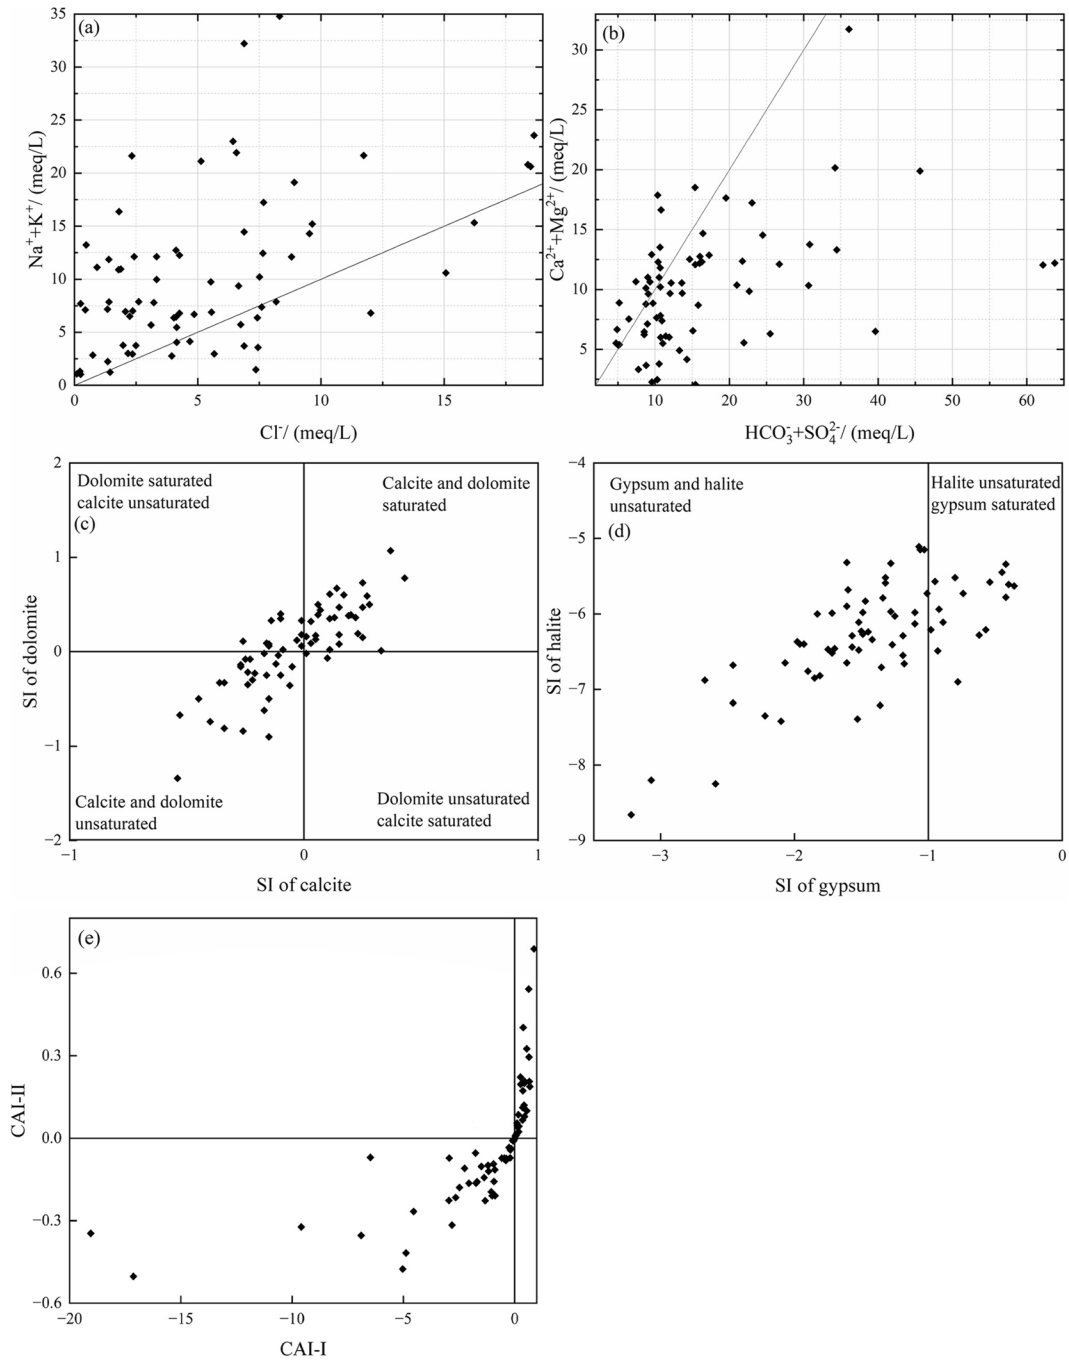 (a)
35
30
25
20
15
10
5
0
Na⁺+K⁺/ (meq/L)
0
5
10
15
Cl⁻/ (meq/L)
(b)
30
25
20
15
10
5
Ca²⁺+Mg²⁺/ (meq/L)
10
20
30
40
50
60
HCO₃⁻+SO₄²⁻/ (meq/L)
Dolomite saturated
calcite unsaturated
(c)
Calcite and dolomite
saturated
Calcite and dolomite
unsaturated
Dolomite unsaturated
calcite saturated
2
1
0
−1
−2
SI of dolomite
−1
0
1
SI of calcite
Gypsum and halite
unsaturated
(d)
Halite unsaturated
gypsum saturated
−4
−5
−6
−7
−8
−9
SI of halite
−3
−2
−1
0
SI of gypsum
(e)
0.6
0.3
0.0
−0.3
−0.6
CAI-II
−20
−15
−10
−5
0
CAI-I